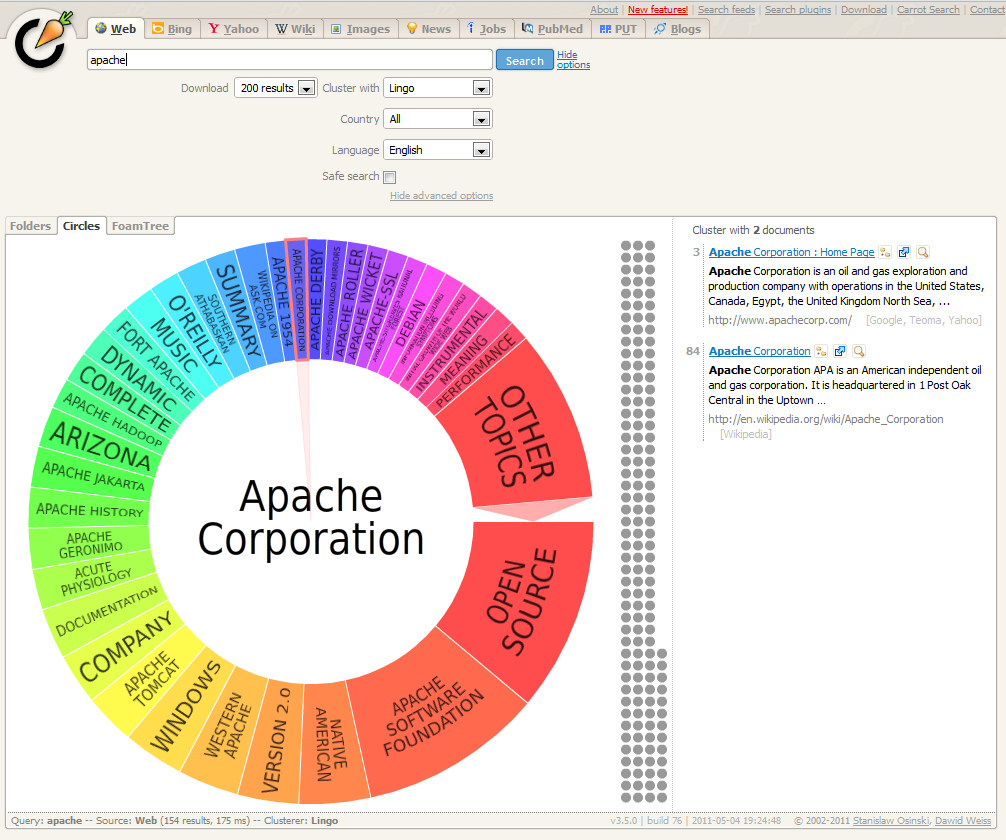 About | New features! | Search feeds | Search plugins | Download | Carrot Search | Contact
Web Bing Yahoo Wiki Images News Jobs PubMed PUT Blogs
apache Search Hide
options
Download 200 results Cluster with Lingo
Country All
Language English
Safe search
Hide advanced options
Folders Circles FoamTree
APACHE CORPORATION
APACHE DERBY
APACHE DOWNLOAD MIRRORS
APACHE ROLLER
APACHE WICKET
APACHE-SSL
DEBIAN
INSTRUMENTAL
MEANING
PERFORMANCE
OTHER
TOPICS
OPEN
SOURCE
APACHE
SOFTWARE
FOUNDATION
NATIVE
AMERICAN
VERSION 2.0
WESTERN
APACHE
WINDOWS
APACHE
TOMCAT
COMPANY
DOCUMENTATION
ACUTE
PHYSIOLOGY
APACHE
GERONIMO
APACHE HISTORY
APACHE JAKARTA
ARIZONA
APACHE HADOOP
COMPLETE
DYNAMIC
FORT APACHE
MUSIC
O'REILLY
SOUTHERN
ATHABASKAN
SUMMARY
WIKIPEDIA ON
ASK.COM
APACHE 1954
Apache
Corporation
Cluster with 2 documents
3 Apache Corporation : Home Page
Apache Corporation is an oil and gas exploration and
production company with operations in the United States,
Canada, Egypt, the United Kingdom North Sea, ...
http://www.apachecorp.com/ [Google, Teoma, Yahoo]
84 Apache Corporation
Apache Corporation APA is an American independent oil
and gas corporation. It is headquartered in 1 Post Oak
Central in the Uptown ...
http://en.wikipedia.org/wiki/Apache_Corporation
[Wikipedia]
Query: apache -- Source: Web (154 results, 175 ms) -- Clusterer: Lingo
v3.5.0 | build 76 | 2011-05-04 19:24:48 © 2002-2011 Stanislaw Osinski, Dawid Weiss